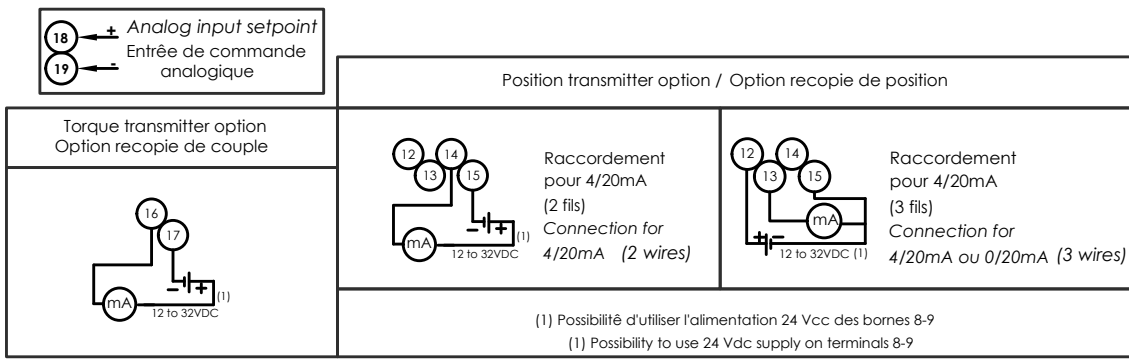 18 + Analog input setpoint
Entrêe de commande
19 - analogique
Position transmitter option / Option recopie de position
Torque transmitter option
Option recopie de couple
16
17
- +
(1)
mA
12 to 32VDC
12 14
13 15
- +
(1)
mA
12 to 32VDC
Raccordement
pour 4/20mA
(2 fils)
Connection for
4/20mA (2 wires)
12 14
13 15
mA
+ -
12 to 32VDC (1)
Raccordement
pour 4/20mA
(3 fils)
Connection for
4/20mA ou 0/20mA (3 wires)
(1) Possibilitê d'utiliser l'alimentation 24 Vcc des bornes 8-9
(1) Possibility to use 24 Vdc supply on terminals 8-9